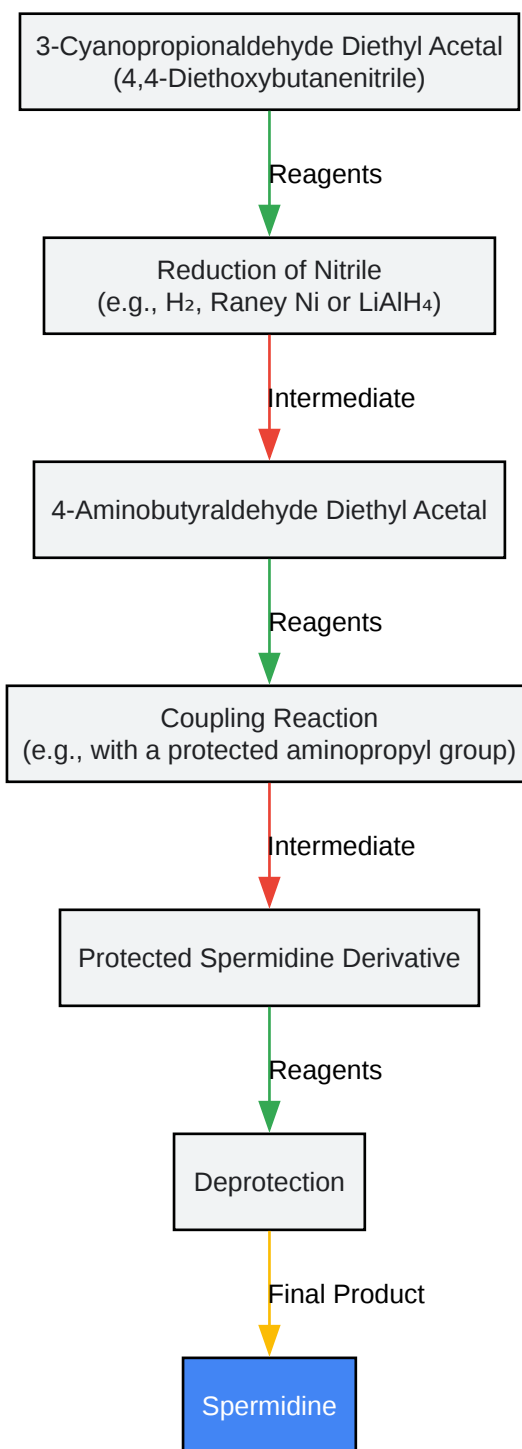 3-Cyanopropionaldehyde Diethyl Acetal
(4,4-Diethoxybutanenitrile)
Reagents
Reduction of Nitrile
(e.g., H₂, Raney Ni or LiAlH₄)
Intermediate
4-Aminobutyraldehyde Diethyl Acetal
Reagents
Coupling Reaction
(e.g., with a protected aminopropyl group)
Intermediate
Protected Spermidine Derivative
Reagents
Deprotection
Final Product
Spermidine